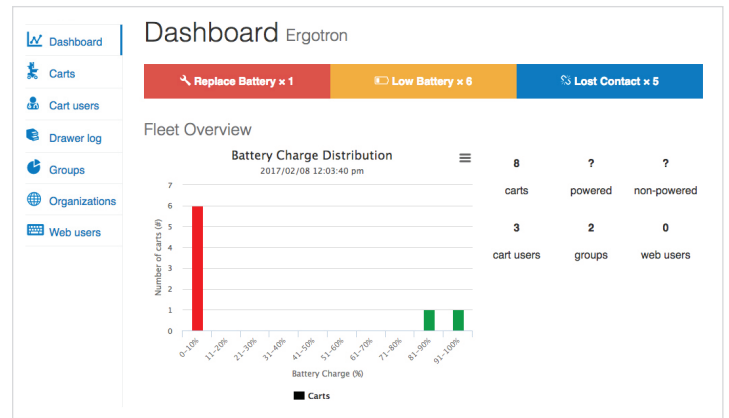 Dashboard
Carts
Cart users
Drawer log
Groups
Organizations
Web users
Dashboard Ergotron
Replace Battery × 1
Low Battery × 6
Lost Contact × 5
Fleet Overview
Battery Charge Distribution
2017/02/08 12:03:40 pm
Number of carts (#)
7
6
5
4
3
2
1
0
0-10%
11-20%
21-30%
31-40%
41-50%
51-60%
61-70%
71-80%
81-90%
91-100%
Battery Charge (%)
Carts
8 ? ?
carts powered non-powered
3 2 0
cart users groups web users